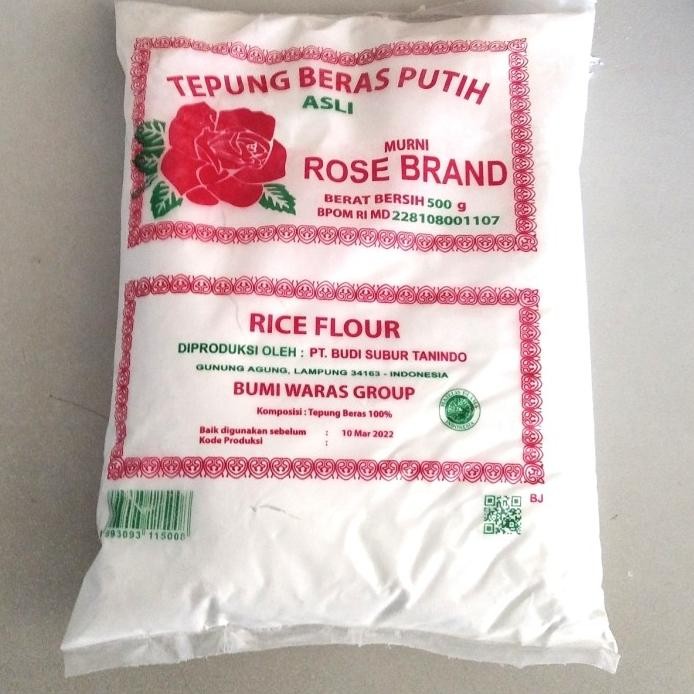 TEPUNG BERAS PUTIH
ASLI
MURNI
ROSE BRAND
BERAT BERSIH 500 g
BPOM RI MD 228108001107
RICE FLOUR
DIPRODUKSI OLEH : PT. BUDI SUBUR TANINDO
GUNUNG AGUNG, LAMPUNG 34163 - INDONESIA
BUMI WARAS GROUP
Komposisi : Tepung Beras 100%
Baik digunakan sebelum : 10 Mar 2022
Kode Produksi :
BJ
993093 115008